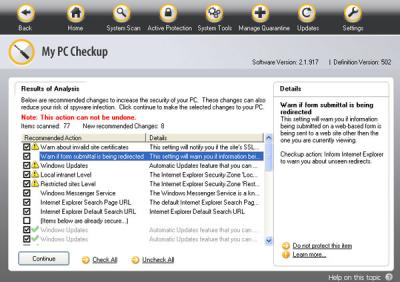 Back
Home
System Scan
Active Protection
System Tools
Manage Quarantine
Updates
Settings
My PC Checkup
Software Version: 2.1.917 | Definition Version: 502
Results of Analysis
Below are recommended changes to increase the security of your PC. These changes can also
reduce your risk of spyware infection. Click continue to make the selected changes to your PC.
Note: This action can not be undone.
Items scanned: 77 New recommended Changes: 8
Recommended Action Details
Warn about invalid site certificates This setting will notify you if the site's SSL...
Warn if form submittal is being redirected This setting will warn you if information bei...
Windows Updates Automatic Updates feature that you can ...
Local intranet Level The Internet Explorer Security Zone 'Loc...
Restricted sites Level The Internet Explorer Security Zone 'Rest...
Windows Messenger Service The Windows Messenger Service is a kn...
Internet Explorer Search Page URL The default Internet Explorer Search Pag...
Internet Explorer Default Search URL Internet Explorer Default Search URL
(Items below are already secure...)
Windows Updates Automatic Updates feature that you can ...
Windows Updates Automatic Updates feature that you can ...
Continue
Check All
Uncheck All
Details
Warn if form submittal is being
redirected
This setting will warn you if information
being submitted on a web-based form is
being sent to a web site other then the
one you are currently viewing.
Checkup action: Inform Internet Explorer
to warn you about unseen redirects.
Do not protect this item
Learn more...
Help on this topic